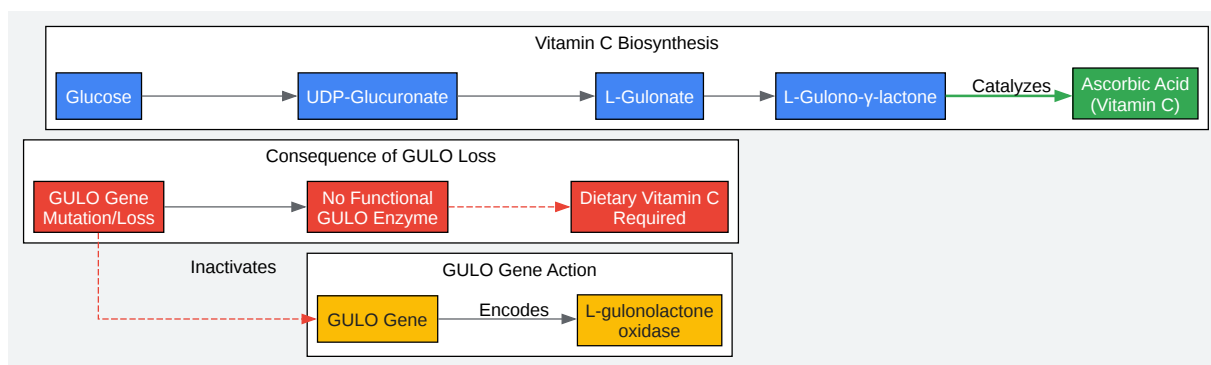 Vitamin C Biosynthesis
Glucose
UDP-Glucuronate
L-Gulonate
L-Gulono-γ-lactone
Catalyzes
Ascorbic Acid
(Vitamin C)
Consequence of GULO Loss
GULO Gene
Mutation/Loss
No Functional
GULO Enzyme
Dietary Vitamin C
Required
Inactivates
GULO Gene Action
GULO Gene
Encodes
L-gulonolactone
oxidase